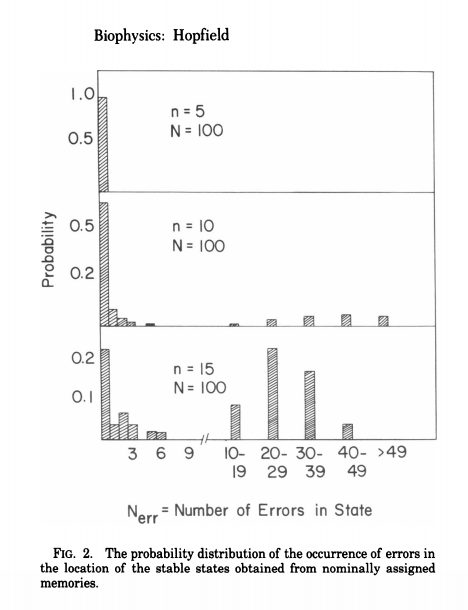 Biophysics: Hopfield
1.0
0.5
n = 5
N = 100
Probability
0.5
0.2
n = 10
N = 100
0.2
0.1
n = 15
N = 100
3 6 9 // 10- 20- 30- 40- >49
19 29 39 49
Nerr = Number of Errors in State
FIG. 2. The probability distribution of the occurrence of errors in
the location of the stable states obtained from nominally assigned
memories.